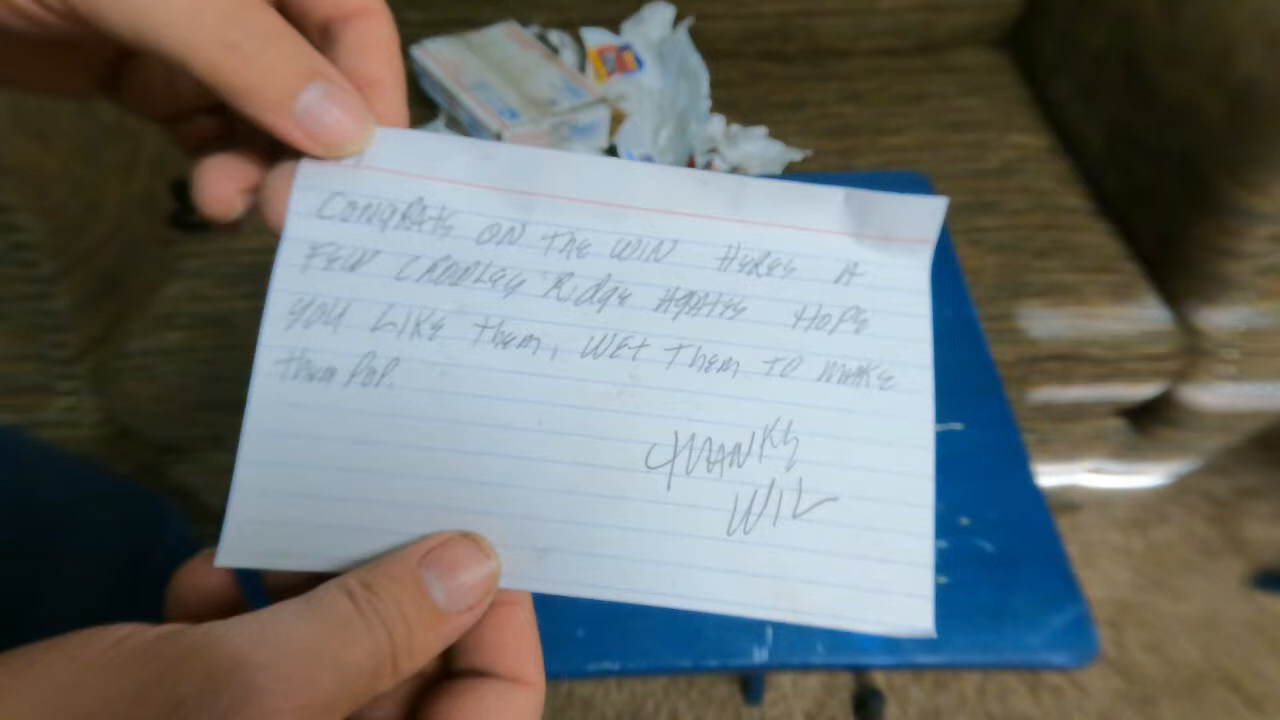 CONGRATS ON THE WIN HERES A
FEW CROOLEY RIdgE AgATES HOPE
YOU LIKE THEM, WET THEM TO MAKE
Them POP.
THANKS
WIL